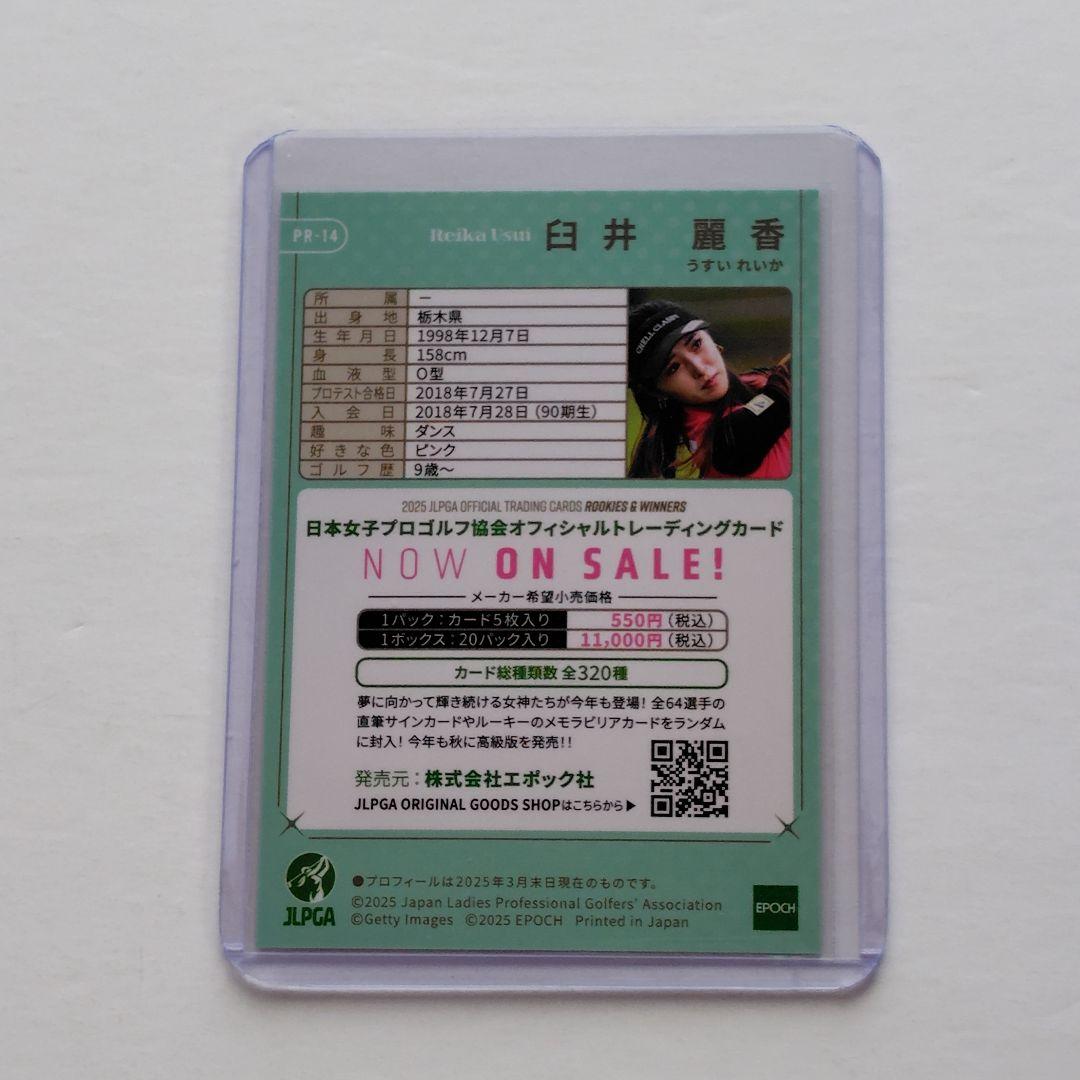 PR-14
Reika Usui 臼井 麗香
うすい れいか
所属 ー
出身地 栃木県
生年月日 1998年12月7日
身長 158cm
血液型 O型
プロテスト合格日 2018年7月27日
入会日 2018年7月28日（90期生）
趣味 ダンス
好きな色 ピンク
ゴルフ歴 9歳〜
2025 JLPGA OFFICIAL TRADING CARDS ROOKIES & WINNERS
日本女子プロゴルフ協会オフィシャルトレーディングカード
NOW ON SALE!
メーカー希望小売価格
1パック：カード5枚入り 550円（税込）
1ボックス：20パック入り 11,000円（税込）
カード総種類数 全320種
夢に向かって輝き続ける女神たちが今年も登場！全64選手の
直筆サインカードやルーキーのメモラビリアカードをランダム
に封入！今年も秋に高級版を発売！！
発売元：株式会社エポック社
JLPGA ORIGINAL GOODS SHOPはこちらから▶
JLPGA
●プロフィールは2025年3月末日現在のものです。
©2025 Japan Ladies Professional Golfers' Association
©Getty Images ©2025 EPOCH Printed in Japan
EPOCH